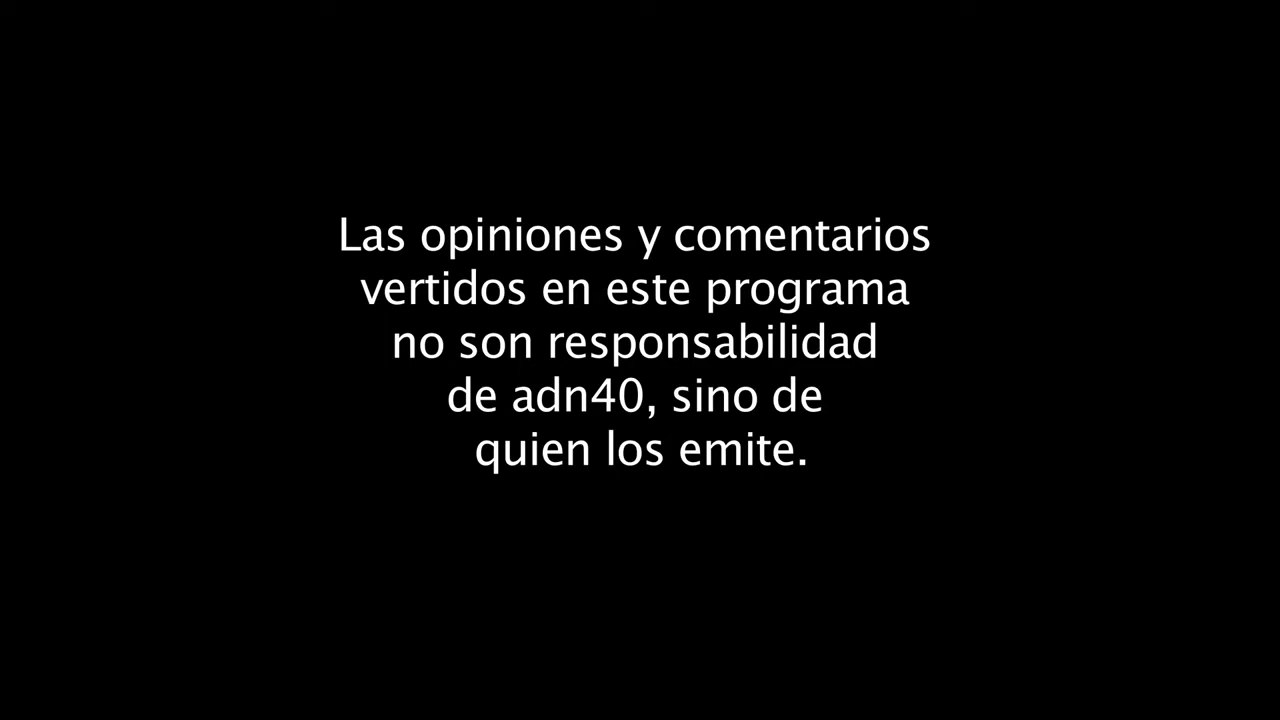 Las opiniones y comentarios
vertidos en este programa
no son responsabilidad
de adn40, sino de
quien los emite.